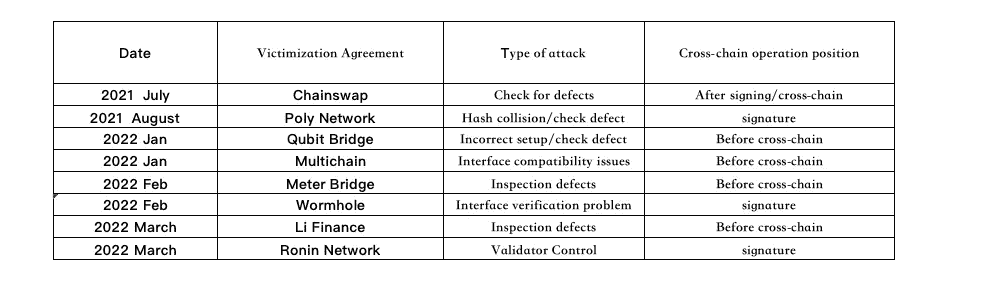 Date Victimization Agreement Type of attack Cross-chain operation position
2021 July Chainswap Check for defects After signing/cross-chain
2021 August Poly Network Hash collision/check defect signature
2022 Jan Qubit Bridge Incorrect setup/check defect Before cross-chain
2022 Jan Multichain Interface compatibility issues Before cross-chain
2022 Feb Meter Bridge Inspection defects Before cross-chain
2022 Feb Wormhole Interface verification problem signature
2022 March Li Finance Inspection defects Before cross-chain
2022 March Ronin Network Validator Control signature